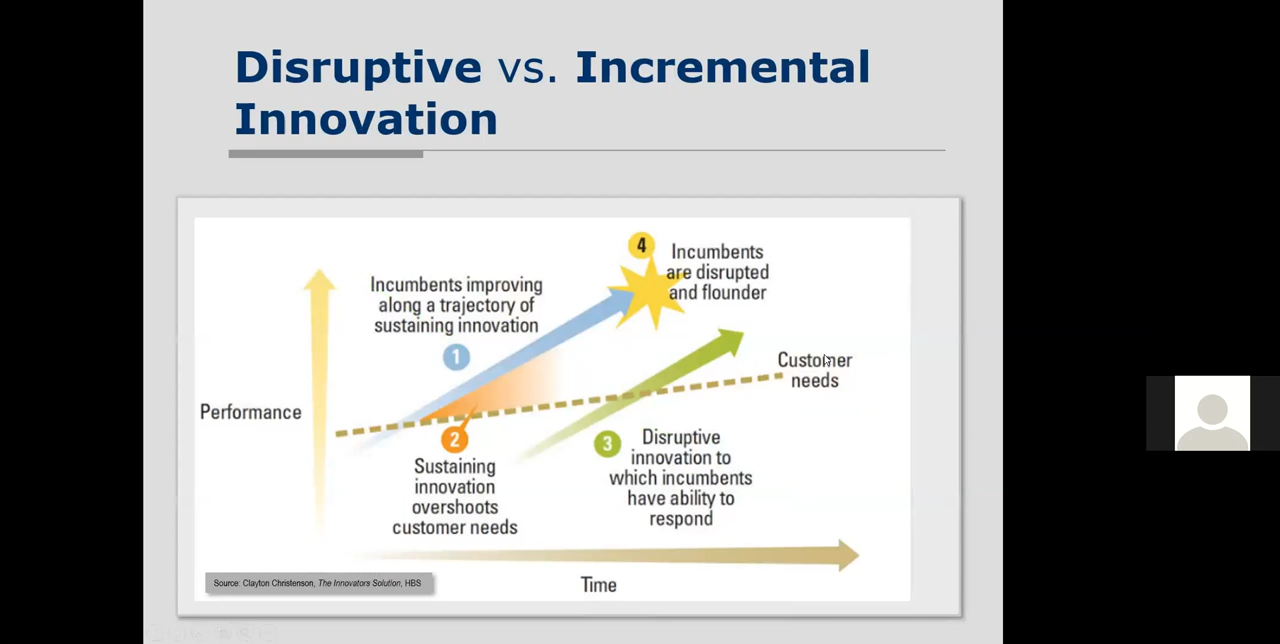 Disruptive vs. Incremental
Innovation
4
Incumbents
are disrupted
and flounder
Incumbents improving
along a trajectory of
sustaining innovation
1
Customer
needs
Performance
2
Sustaining
innovation
overshoots
customer needs
3
Disruptive
innovation to
which incumbents
have ability to
respond
Source: Clayton Christenson, The Innovators Solution, HBS
Time